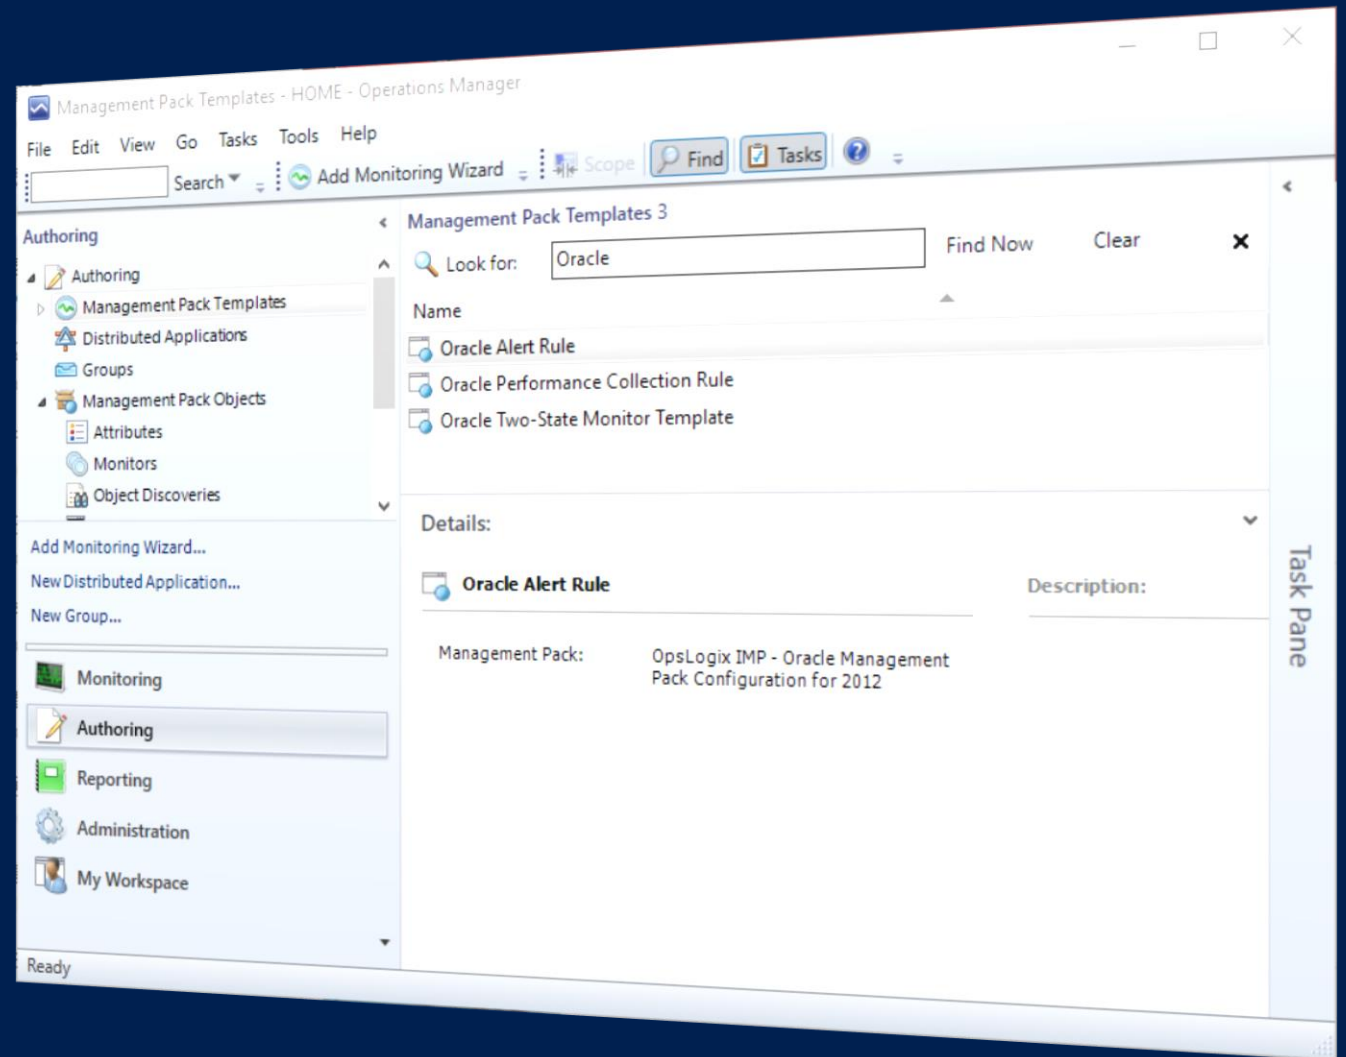 Management Pack Templates - HOME - Operations Manager
File Edit View Go Tasks Tools Help
Search Add Monitoring Wizard Scope Find Tasks
Authoring
Authoring
Management Pack Templates
Distributed Applications
Groups
Management Pack Objects
Attributes
Monitors
Object Discoveries
Add Monitoring Wizard...
New Distributed Application...
New Group...
Monitoring
Authoring
Reporting
Administration
My Workspace
Ready
Management Pack Templates 3
Look for: Oracle Find Now Clear
Name
Oracle Alert Rule
Oracle Performance Collection Rule
Oracle Two-State Monitor Template
Details:
Oracle Alert Rule
Description:
Management Pack: OpsLogix IMP - Oracle Management
Pack Configuration for 2012
Task Pane